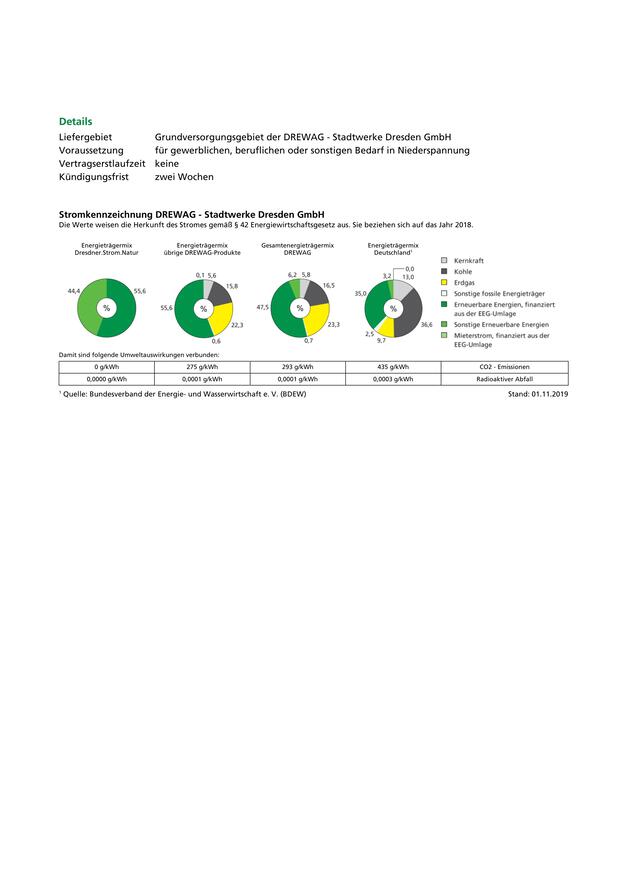 Details
Liefergebiet Grundversorgungsgebiet der DREWAG - Stadtwerke Dresden GmbH
Voraussetzung für gewerblichen, beruflichen oder sonstigen Bedarf in Niederspannung
Vertragserstlaufzeit keine
Kündigungsfrist zwei Wochen
Stromkennzeichnung DREWAG - Stadtwerke Dresden GmbH
Die Werte weisen die Herkunft des Stromes gemäß § 42 Energiewirtschaftsgesetz aus. Sie beziehen sich auf das Jahr 2018.
Energieträgermix
Dresdner.Strom.Natur
44,4
55,6
%
Energieträgermix
übrige DREWAG-Produkte
0,1 5,6
15,8
55,6
%
22,3
0,6
Gesamtenergieträgermix
DREWAG
6,2 5,8
16,5
47,5
%
23,3
0,7
Energieträgermix
Deutschland¹
0,0
3,2 13,0
35,0
%
36,6
2,5
9,7
Kernkraft
Kohle
Erdgas
Sonstige fossile Energieträger
Erneuerbare Energien, finanziert
aus der EEG-Umlage
Sonstige Erneuerbare Energien
Mieterstrom, finanziert aus der
EEG-Umlage
Damit sind folgende Umweltauswirkungen verbunden:
0 g/kWh 275 g/kWh 293 g/kWh 435 g/kWh CO2 - Emissionen
0,0000 g/kWh 0,0001 g/kWh 0,0001 g/kWh 0,0003 g/kWh Radioaktiver Abfall
¹ Quelle: Bundesverband der Energie- und Wasserwirtschaft e. V. (BDEW) Stand: 01.11.2019